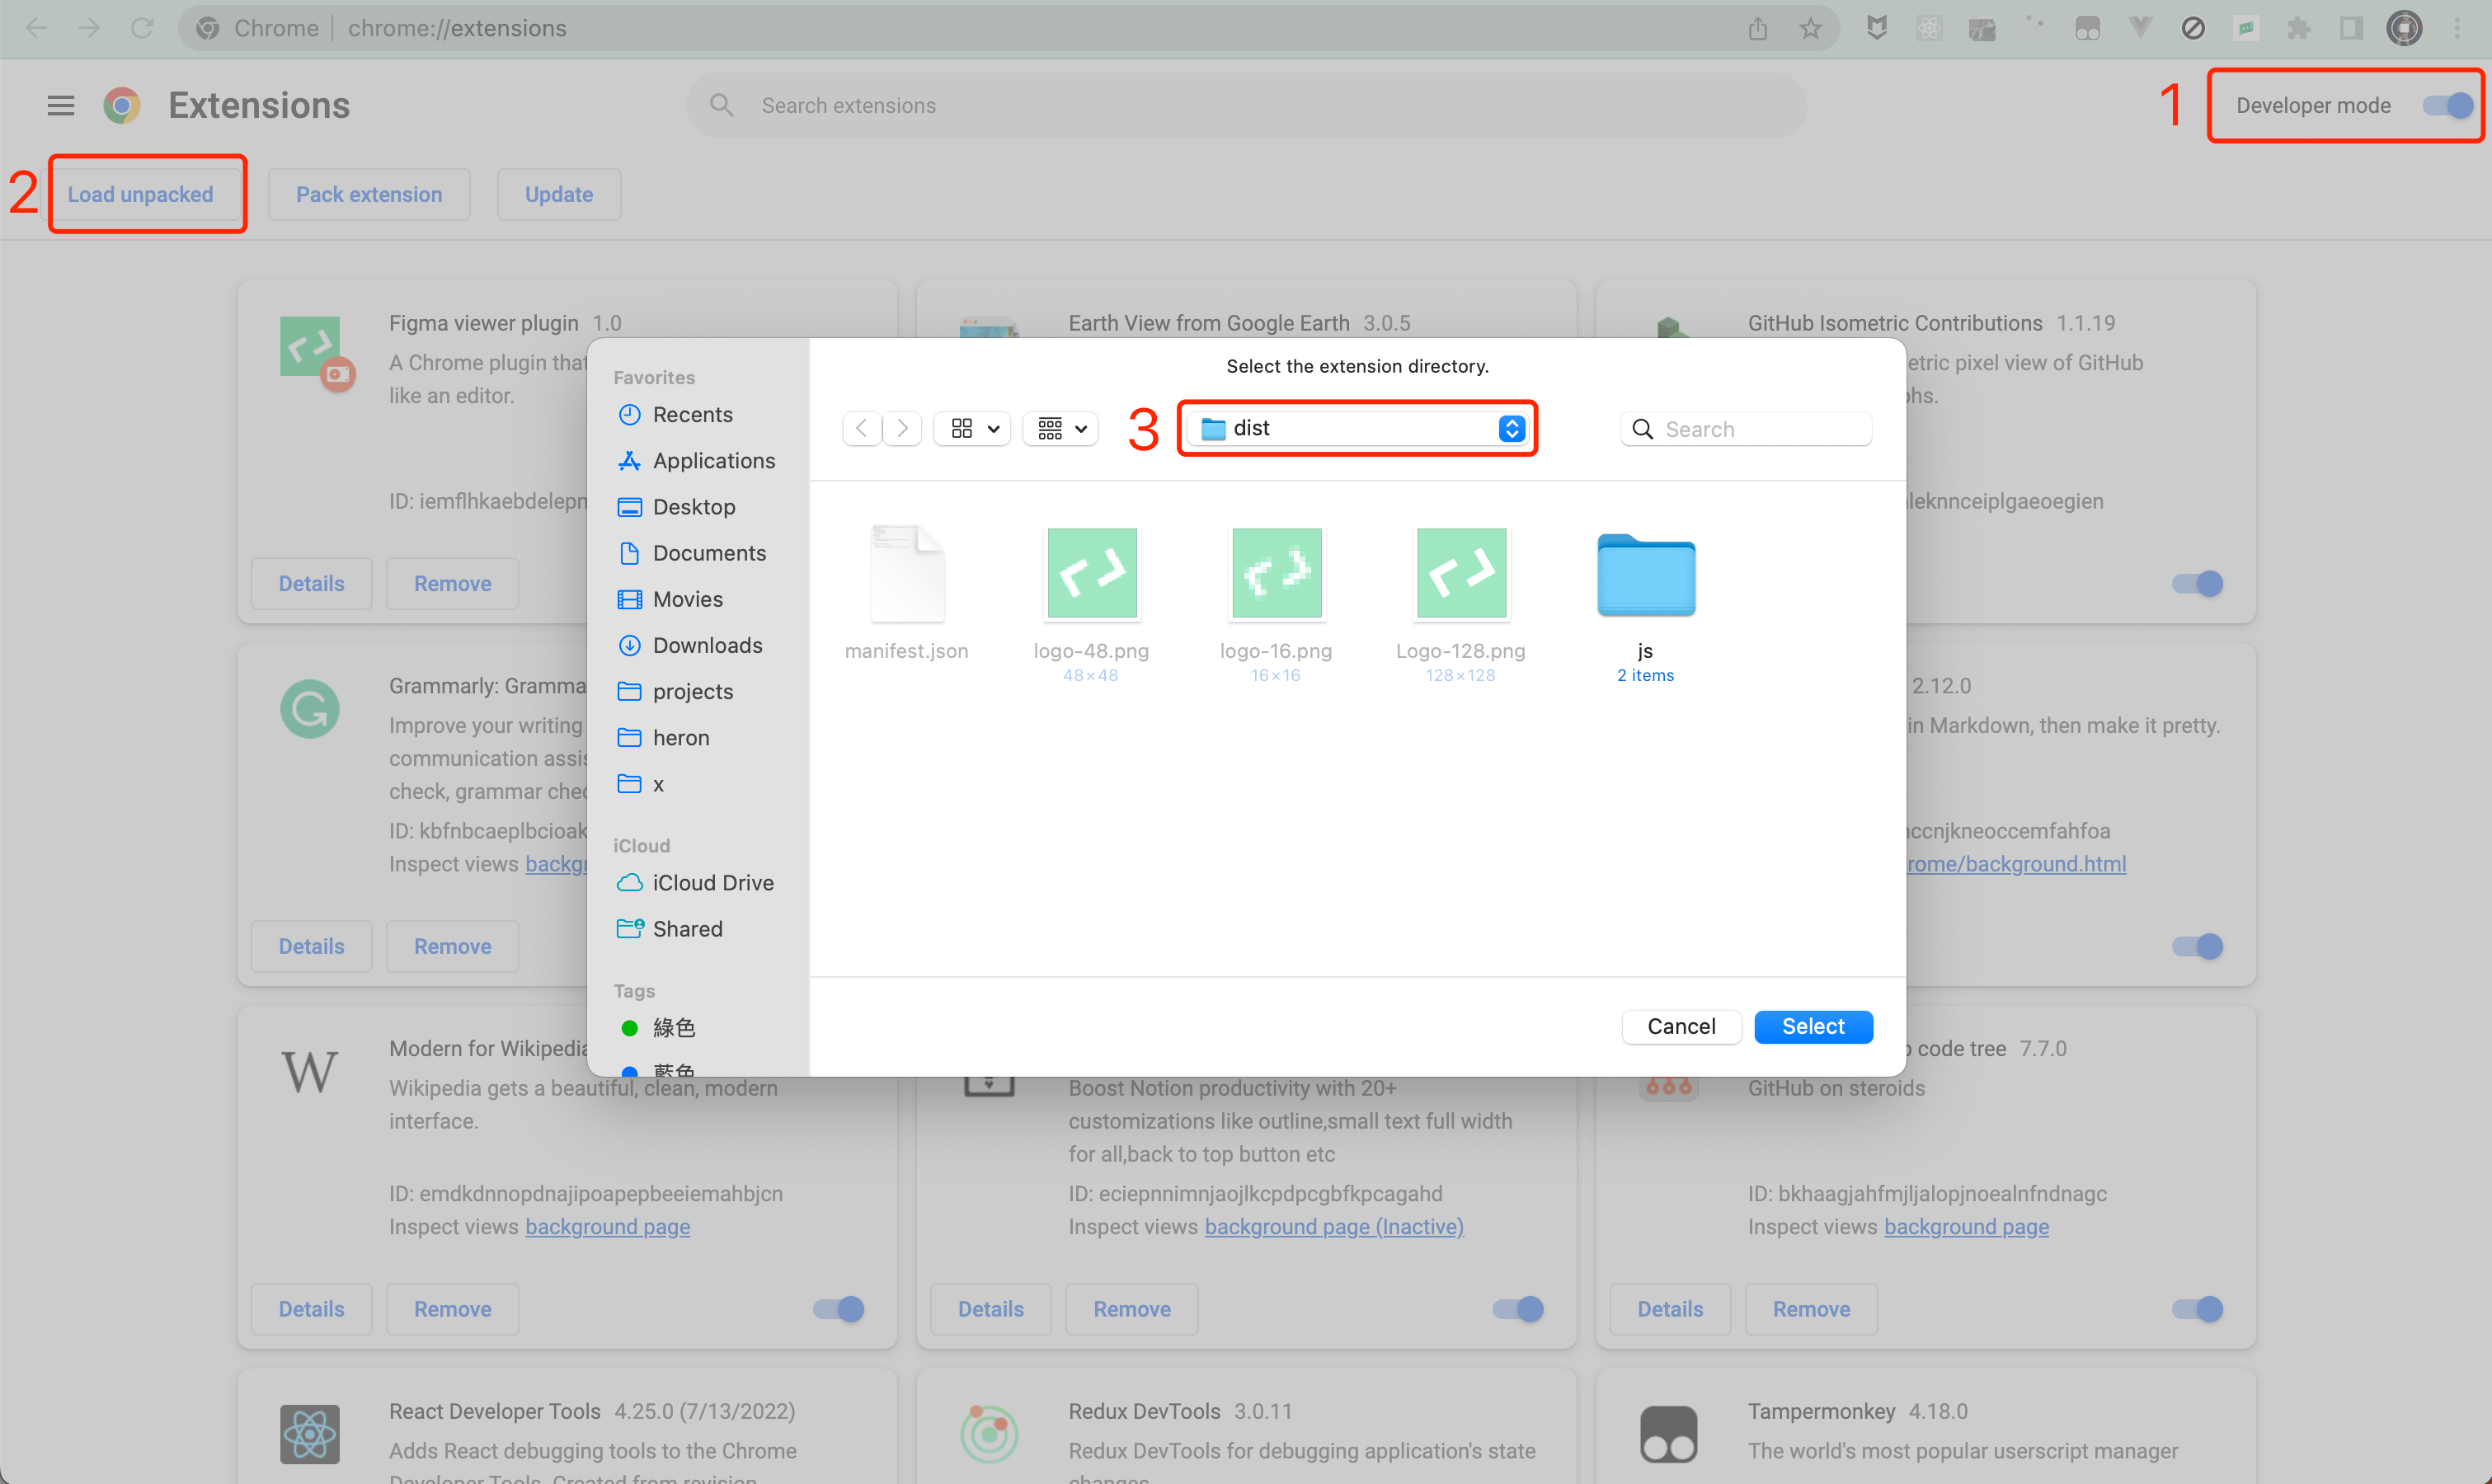 Chrome
chrome://extensions
Extensions
Search extensions
1
Developer mode
2
Load unpacked
Pack extension
Update
Figma viewer plugin 1.0
A Chrome plugin that
like an editor.
Details
Remove
Earth View from Google Earth 3.0.5
GitHub Isometric Contributions 1.1.19
etric pixel view of GitHub
Select the extension directory.
Favorites
Recents
Applications
Desktop
Documents
Movies
Downloads
projects
heron
x
iCloud
iCloud Drive
Shared
Tags
綠色
藍色
3
dist
Search
manifest.json
logo-48.png
48×48
logo-16.png
16×16
Logo-128.png
128×128
js
2 items
Cancel
Select
Grammarly: Gramma
Improve your writing
communication assis
check, grammar chec
ID: kbfnbcaeplbcioak
Inspect views backgr
Details
Remove
2.12.0
in Markdown, then make it pretty.
rome/background.html
Modern for Wikipedia
Wikipedia gets a beautiful, clean, modern
interface.
ID: emdkdnnopdnajipoapepbeeiemahbjcn
Inspect views background page
Details
Remove
Boost Notion productivity with 20+
customizations like outline,small text full width
for all,back to top button etc
ID: eciepnnimnjaojlkcpdpcgbfkpcagahd
Inspect views background page (Inactive)
Details
Remove
code tree 7.7.0
GitHub on steroids
ID: bkhaagjahfmjljalopjnoealnfndnagc
Inspect views background page
Details
Remove
React Developer Tools 4.25.0 (7/13/2022)
Adds React debugging tools to the Chrome
Developer Tools. Created from revision
Redux DevTools 3.0.11
Redux DevTools for debugging application's state
changes
Tampermonkey 4.18.0
The world's most popular userscript manager